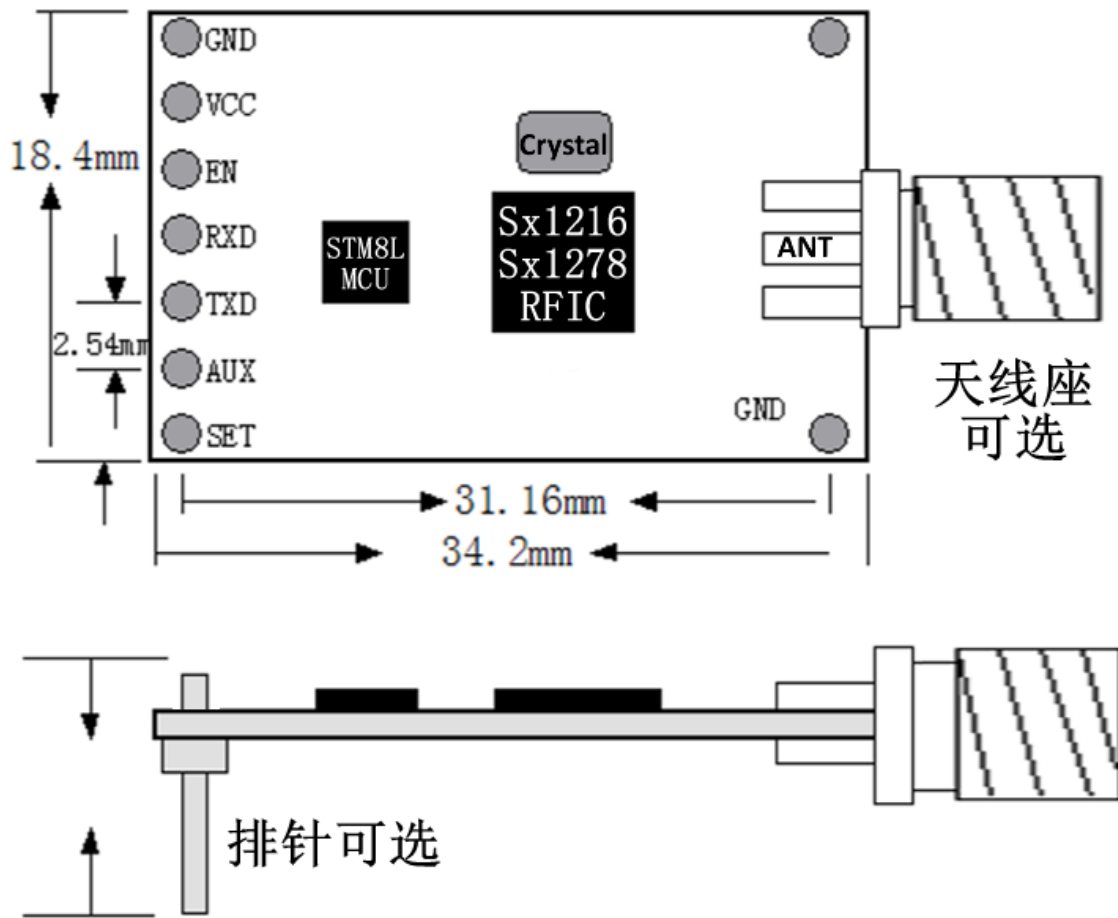 GND
VCC
EN
RXD
TXD
AUX
SET
18.4mm
2.54mm
Crystal
STM8L
MCU
Sx1216
Sx1278
RFIC
ANT
GND
天线座
可选
31.16mm
34.2mm
排针可选